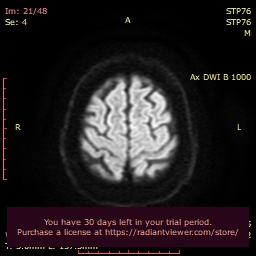 Im: 21/48
STP76
Se: 4
STP76
M
A
Ax DWI B 1000
R
L
You have 30 days left in your trial period.
Purchase a license at https://radiantviewer.com/store/